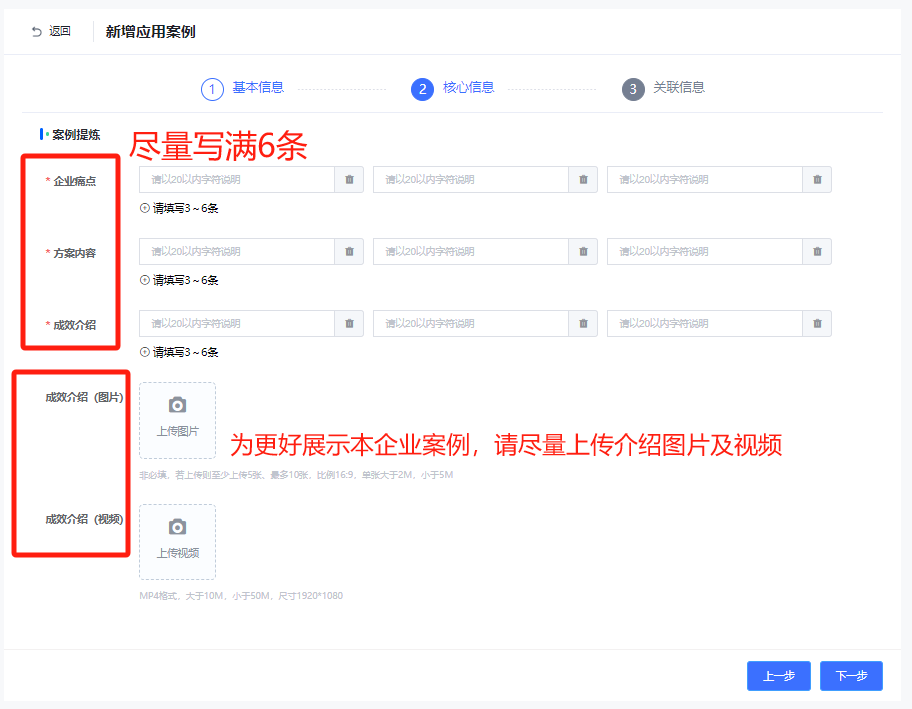 返回 新增应用案例
1 基本信息 2 核心信息 3 关联信息
案例提炼
尽量写满6条
* 企业痛点 请以20以内字符说明 请以20以内字符说明 请以20以内字符说明
请填写3~6条
* 方案内容 请以20以内字符说明 请以20以内字符说明 请以20以内字符说明
请填写3~6条
* 成效介绍 请以20以内字符说明 请以20以内字符说明 请以20以内字符说明
请填写3~6条
成效介绍（图片）
上传图片
为更好展示本企业案例，请尽量上传介绍图片及视频
非必填，若上传则至少上传5张、最多10张，比例16:9，单张大于2M、小于5M
成效介绍（视频）
上传视频
MP4格式，大于10M，小于50M，尺寸1920*1080
上一步 下一步